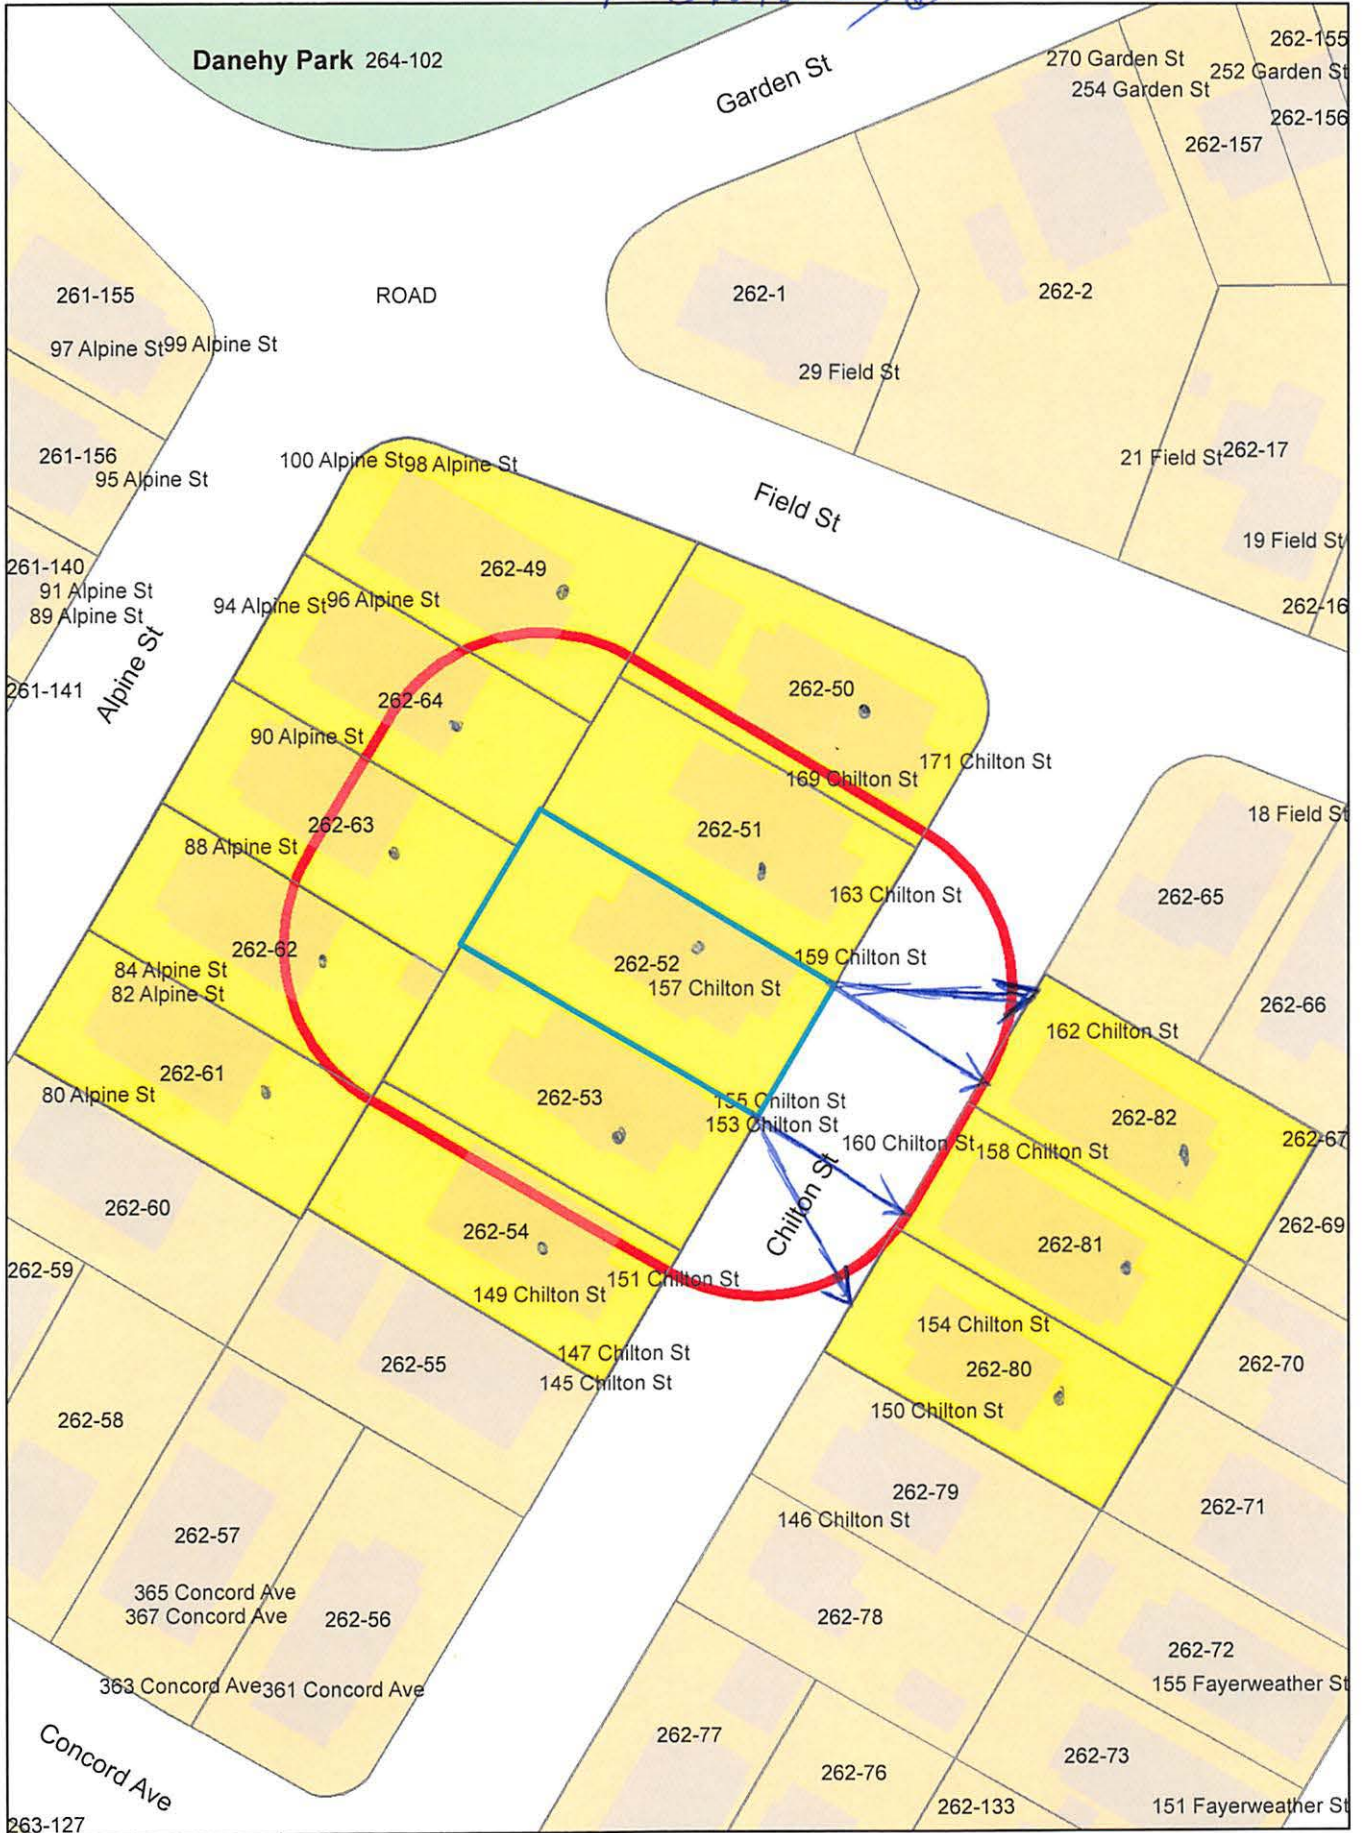 Danehy Park 264-102
Garden St
270 Garden St
254 Garden St
262-155
252 Garden St
262-156
262-157
261-155
97 Alpine St
99 Alpine St
ROAD
262-1
262-2
29 Field St
261-156
95 Alpine St
100 Alpine St
98 Alpine St
21 Field St
262-17
Field St
19 Field St
262-16
261-140
91 Alpine St
89 Alpine St
261-141
Alpine St
262-49
94 Alpine St
96 Alpine St
262-64
262-50
90 Alpine St
171 Chilton St
169 Chilton St
262-63
262-51
18 Field St
88 Alpine St
163 Chilton St
262-65
262-62
262-52
159 Chilton St
157 Chilton St
84 Alpine St
82 Alpine St
262-66
162 Chilton St
262-61
80 Alpine St
262-53
155 Chilton St
153 Chilton St
262-82
160 Chilton St
158 Chilton St
262-67
262-60
262-54
Chilton St
262-81
262-69
262-59
151 Chilton St
149 Chilton St
154 Chilton St
147 Chilton St
145 Chilton St
262-55
262-80
262-70
150 Chilton St
262-58
262-79
262-71
146 Chilton St
262-57
365 Concord Ave
367 Concord Ave
262-56
262-78
262-72
155 Fayerweather St
363 Concord Ave
361 Concord Ave
Concord Ave
262-77
262-73
262-76
262-133
151 Fayerweather St
263-127